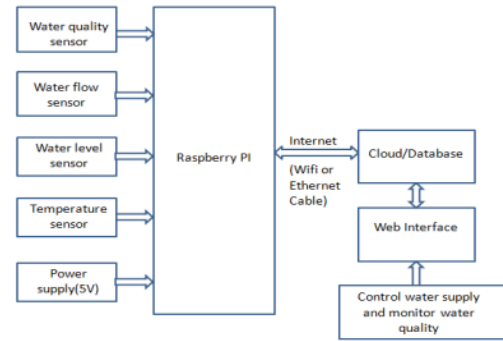 Water quality
sensor
Water flow
sensor
Water level
sensor
Temperature
sensor
Power
supply(5V)
Raspberry PI
Internet
(Wifi or
Ethernet
Cable)
Cloud/Database
Web Interface
Control water supply
and monitor water
quality